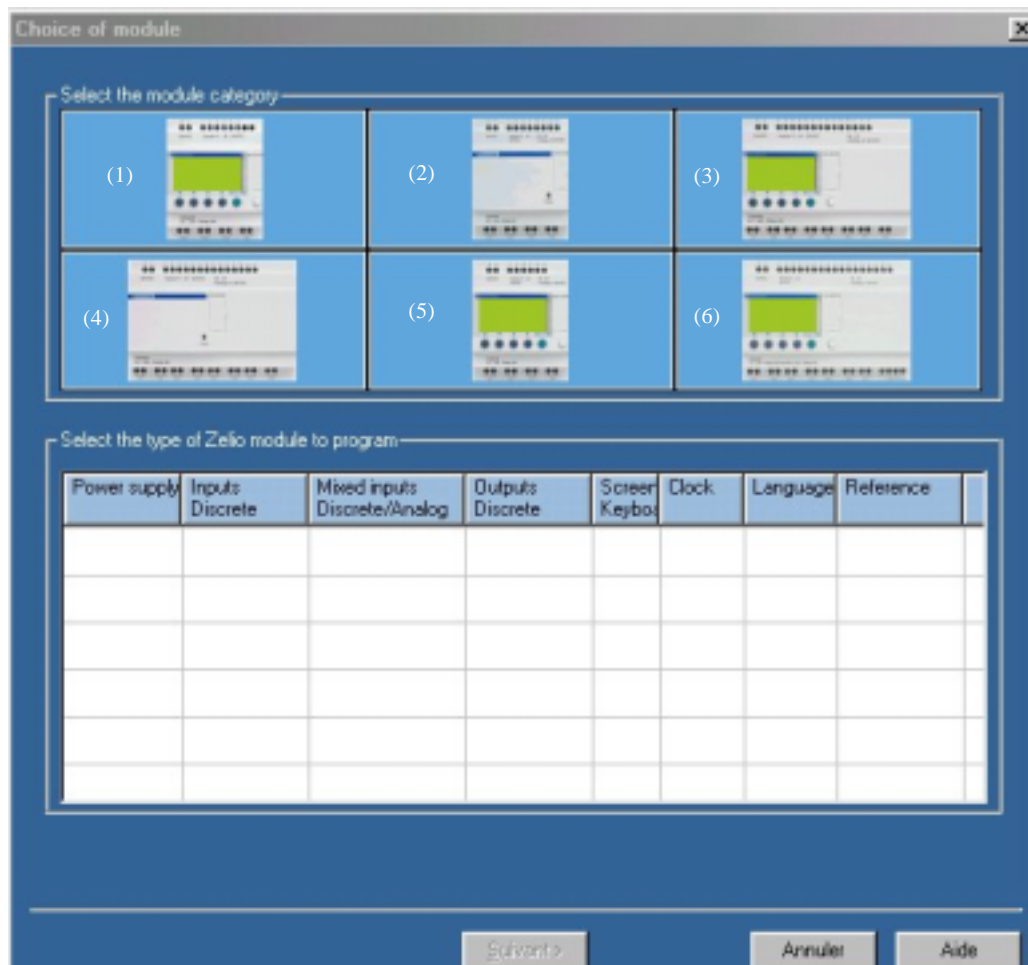 Choice of module
Select the module category
(1)
(2)
(3)
(4)
(5)
(6)
Select the type of Zelio module to program
Power supply Inputs Discrete Mixed inputs Discrete/Analog Outputs Discrete Screen Keyboa Clock Language Reference
Suivant >
Annuler
Aide